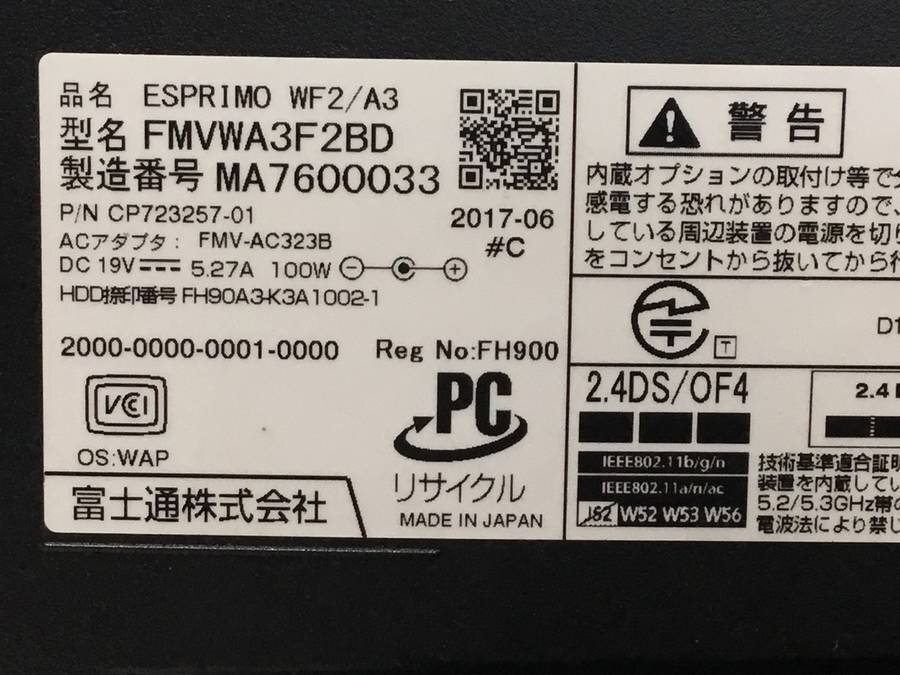 品名 ESPRIMO WF2/A3
型名 FMVWA3F2BD
製造番号 MA7600033
P/N CP723257-01
2017-06
#C
ACアダプタ: FMV-AC323B
DC 19V 5.27A 100W
HDD捺印番号 FH90A3-K3A1002-1
2000-0000-0001-0000 Reg No:FH900
VCCI
OS:WAP
PC
リサイクル
MADE IN JAPAN
富士通株式会社
警告
内蔵オプションの取付け等で
感電する恐れがありますので、
している周辺装置の電源を切
をコンセントから抜いてから行
T
D1
2.4DS/OF4
2.4
IEEE802.11b/g/n
IEEE802.11a/n/ac
J52 W52 W53 W56
技術基準適合証明
装置を内蔵してい
5.2/5.3GHz帯の
電波法により禁じ